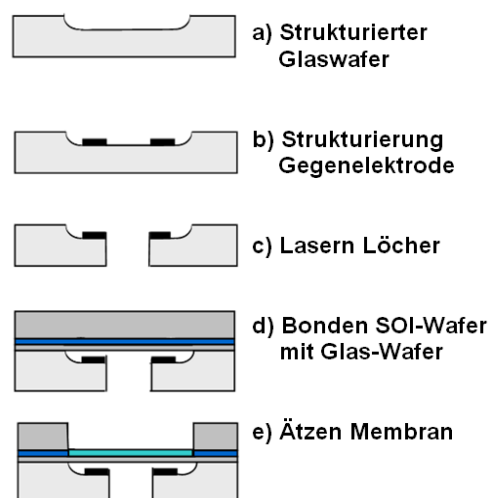 a) Strukturierter
Glaswafer
b) Strukturierung
Gegenelektrode
c) Lasern Löcher
d) Bonden SOI-Wafer
mit Glas-Wafer
e) Ätzen Membran